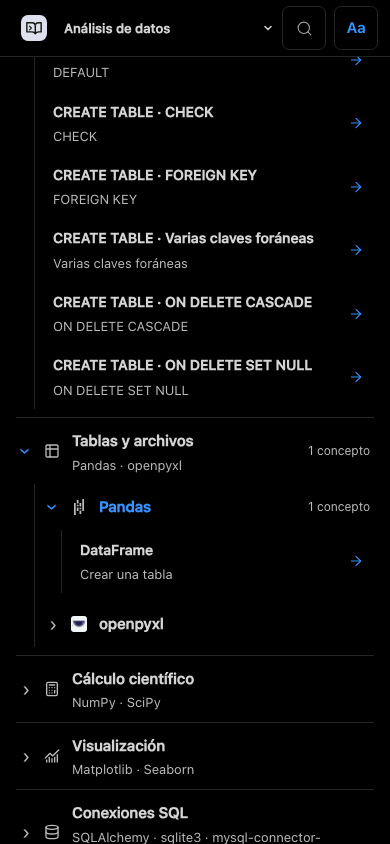 Análisis de datos
Aa
DEFAULT
CREATE TABLE · CHECK
CHECK
CREATE TABLE · FOREIGN KEY
FOREIGN KEY
CREATE TABLE · Varias claves foráneas
Varias claves foráneas
CREATE TABLE · ON DELETE CASCADE
ON DELETE CASCADE
CREATE TABLE · ON DELETE SET NULL
ON DELETE SET NULL
Tablas y archivos
Pandas · openpyxl
1 concepto
Pandas
1 concepto
DataFrame
Crear una tabla
openpyxl
Cálculo científico
NumPy · SciPy
Visualización
Matplotlib · Seaborn
Conexiones SQL
SQLAlchemy · sqlite3 · mysql-connector-